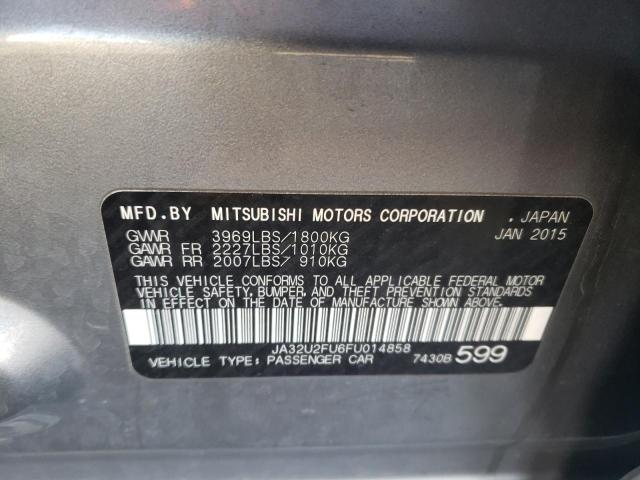 MFD.BY MITSUBISHI MOTORS CORPORATION . JAPAN
GVWR 3969LBS/1800KG JAN 2015
GAWR FR 2227LBS/1010KG
GAWR RR 2007LBS/ 910KG
THIS VEHICLE CONFORMS TO ALL APPLICABLE FEDERAL MOTOR
VEHICLE SAFETY, BUMPER, AND THEFT PREVENTION STANDARDS
IN EFFECT ON THE DATE OF MANUFACTURE SHOWN ABOVE.
JA32U2FU6FU014858
VEHICLE TYPE: PASSENGER CAR 7430B 599